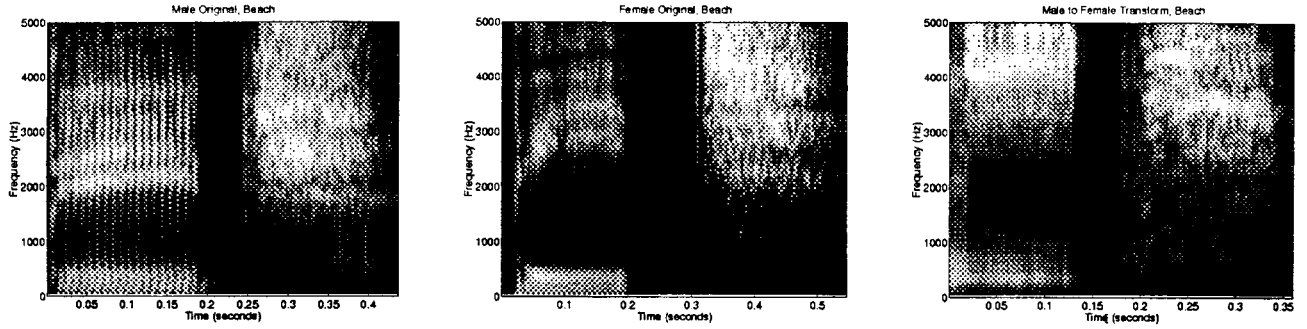 Male Original, Beach
5000
4000
3000
2000
1000
0
Frequency (Hz)
0.05 0.1 0.15 0.2 0.25 0.3 0.35 0.4
Time (seconds)
Female Original, Beach
5000
4000
3000
2000
1000
0
Frequency (Hz)
0.1 0.2 0.3 0.4 0.5
Time (seconds)
Male to Female Transform, Beach
5000
4000
3000
2000
1000
0
Frequency (Hz)
0.05 0.1 0.15 0.2 0.25 0.3 0.35
Time (seconds)